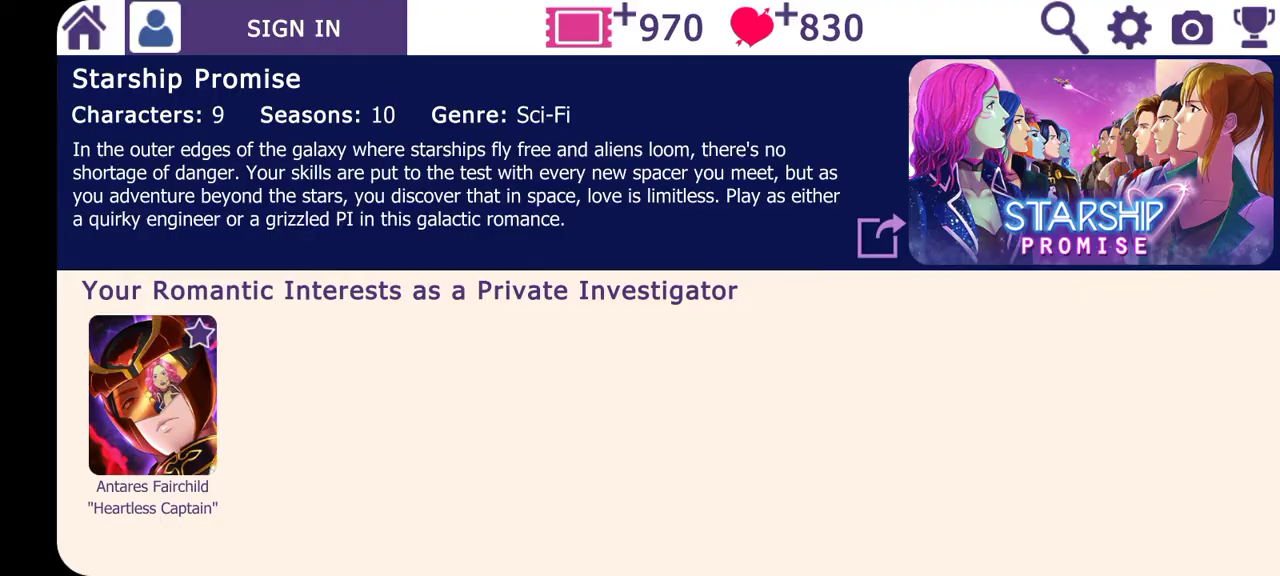 SIGN IN
+970
+830
Starship Promise
Characters: 9 Seasons: 10 Genre: Sci-Fi
In the outer edges of the galaxy where starships fly free and aliens loom, there's no
shortage of danger. Your skills are put to the test with every new spacer you meet, but as
you adventure beyond the stars, you discover that in space, love is limitless. Play as either
a quirky engineer or a grizzled PI in this galactic romance.
STARSHIP
PROMISE
Your Romantic Interests as a Private Investigator
Antares Fairchild
"Heartless Captain"